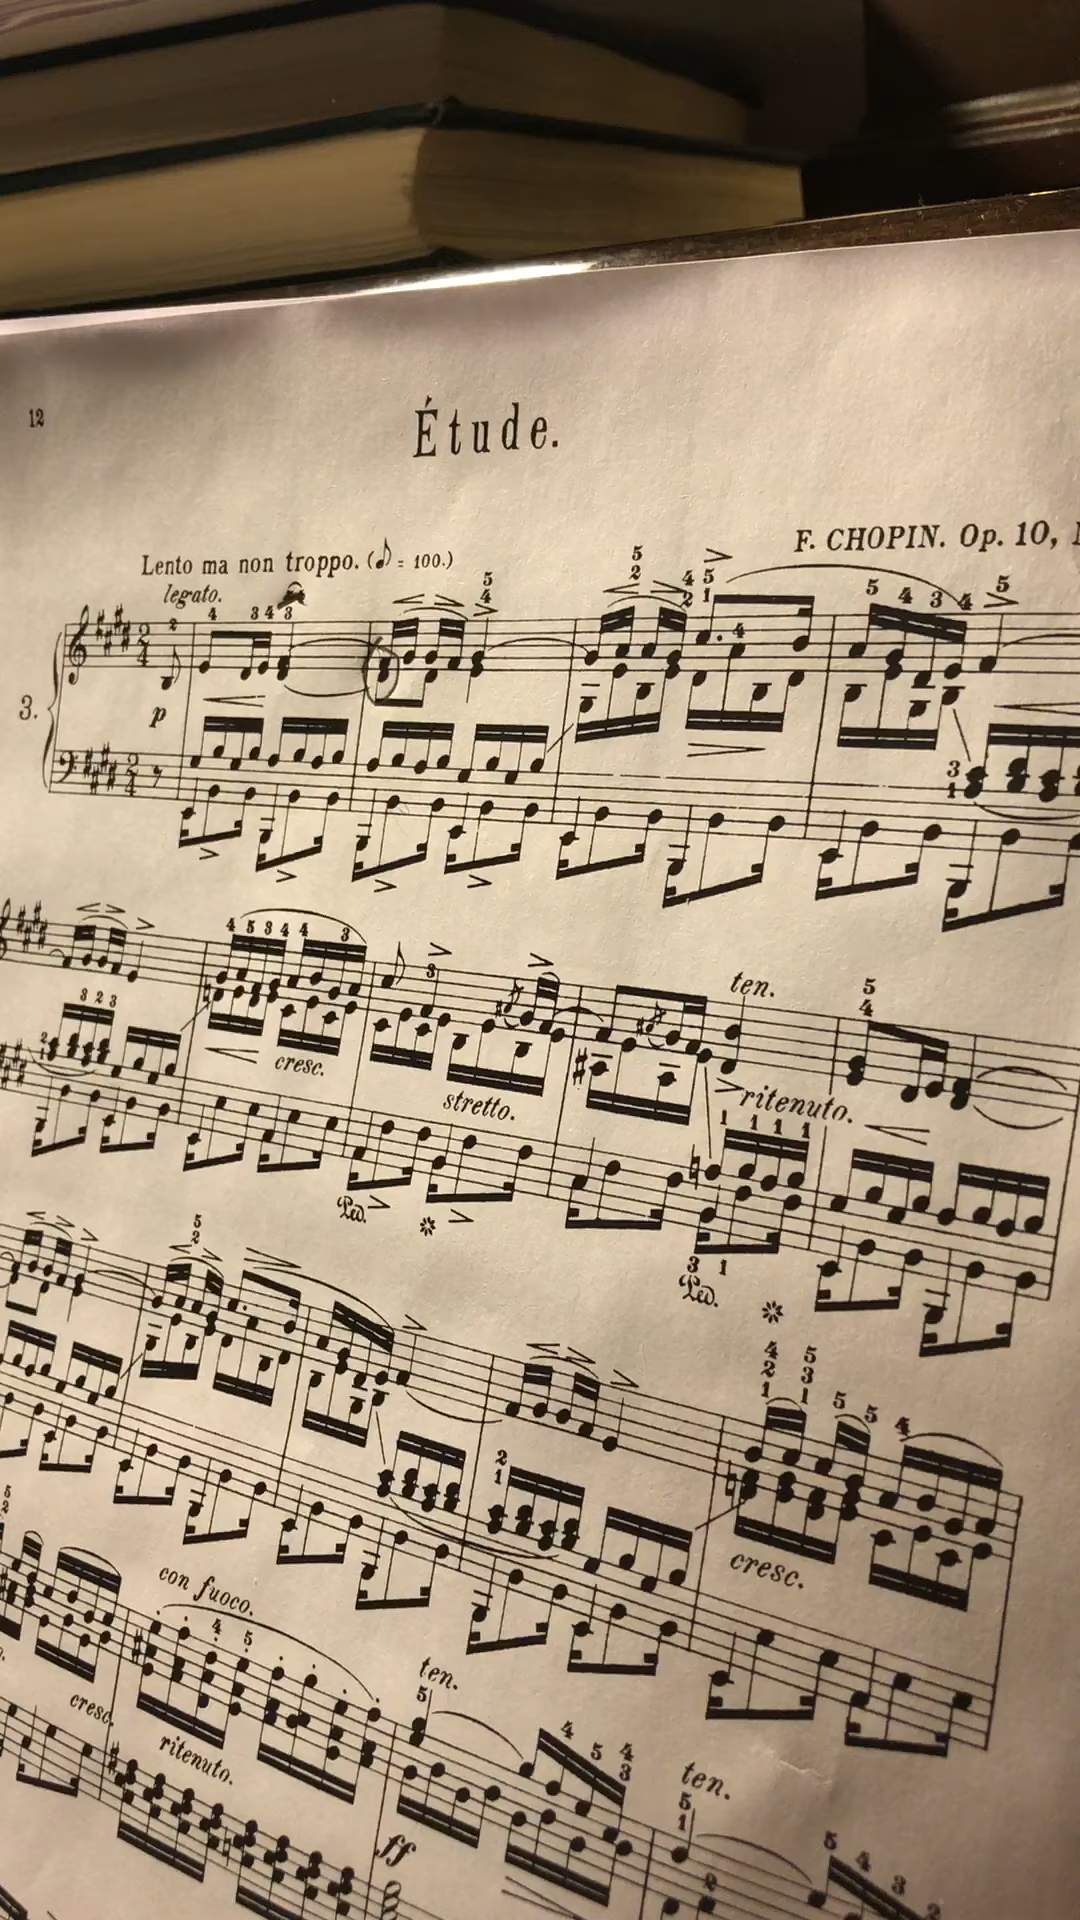 12
Étude.
F. CHOPIN. Op. 10,
Lento ma non troppo. (♪ = 100.)
legato.
3.
p
ten.
cresc.
stretto.
ritenuto.
Ped.
Ped.
cresc.
con fuoco.
ten.
cresc.
ritenuto.
ten.
ff